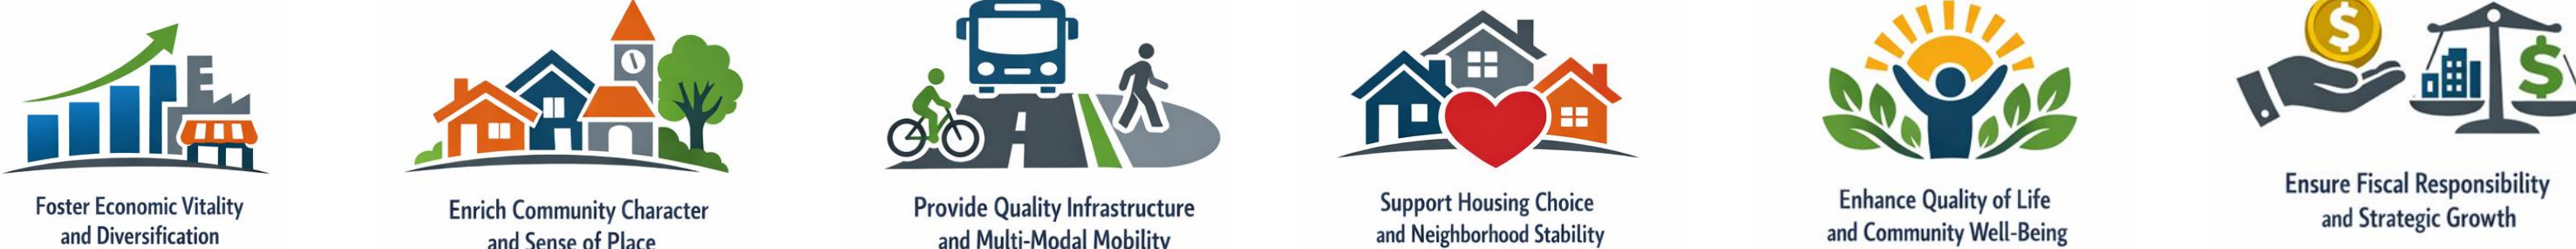 Foster Economic Vitality
and Diversification
Enrich Community Character
and Sense of Place
Provide Quality Infrastructure
and Multi-Modal Mobility
Support Housing Choice
and Neighborhood Stability
Enhance Quality of Life
and Community Well-Being
$
$
Ensure Fiscal Responsibility
and Strategic Growth